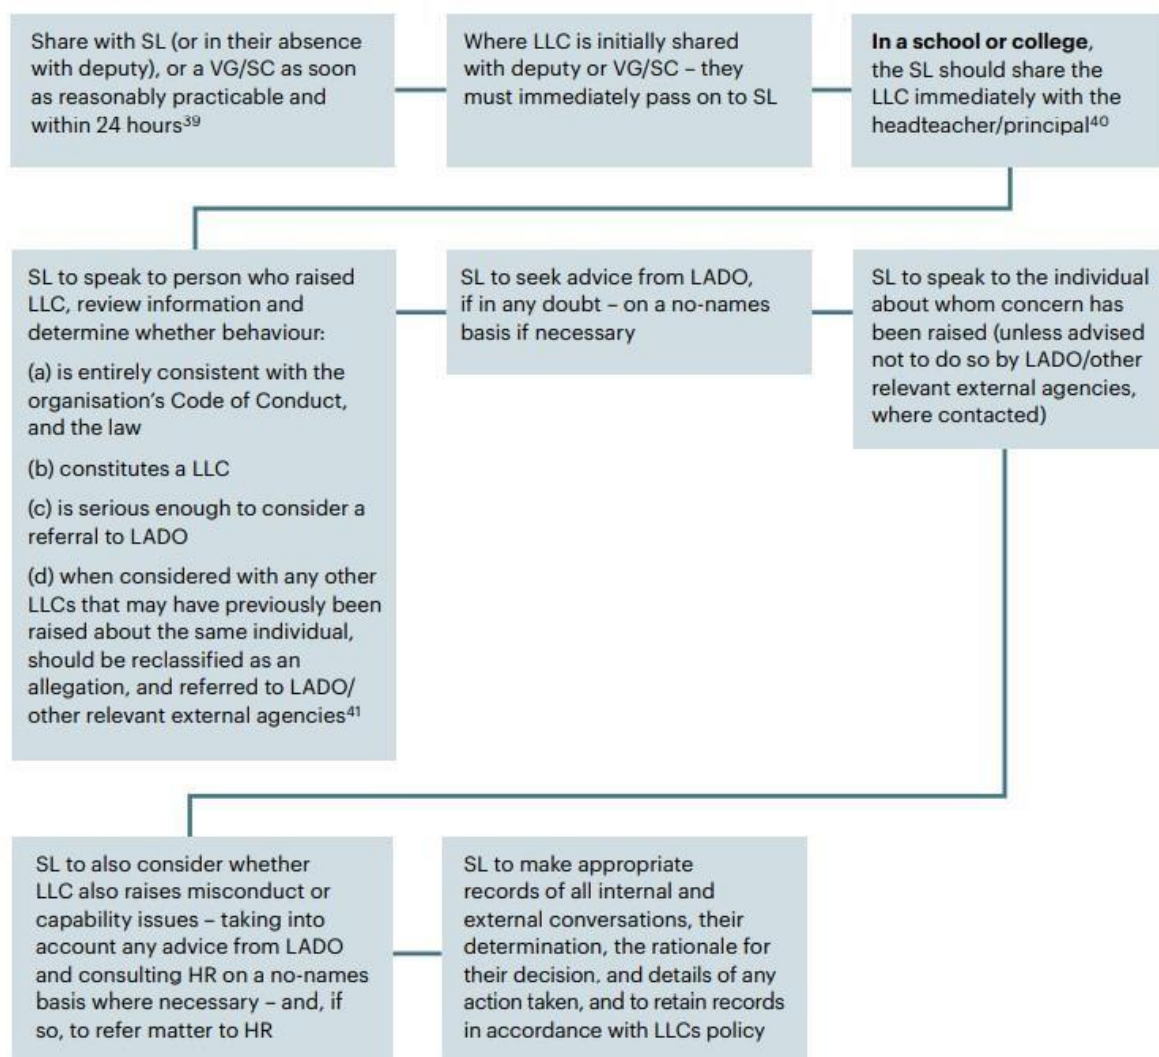 Share with SL (or in their absence
with deputy), or a VG/SC as soon
as reasonably practicable and
within 24 hours³⁹
Where LLC is initially shared
with deputy or VG/SC – they
must immediately pass on to SL
In a school or college,
the SL should share the
LLC immediately with the
headteacher/principal⁴⁰
SL to speak to person who raised
LLC, review information and
determine whether behaviour:
(a) is entirely consistent with the
organisation's Code of Conduct,
and the law
(b) constitutes a LLC
(c) is serious enough to consider a
referral to LADO
(d) when considered with any other
LLCs that may have previously been
raised about the same individual,
should be reclassified as an
allegation, and referred to LADO/
other relevant external agencies⁴¹
SL to seek advice from LADO,
if in any doubt – on a no-names
basis if necessary
SL to speak to the individual
about whom concern has
been raised (unless advised
not to do so by LADO/other
relevant external agencies,
where contacted)
SL to also consider whether
LLC also raises misconduct or
capability issues – taking into
account any advice from LADO
and consulting HR on a no-names
basis where necessary – and, if
so, to refer matter to HR
SL to make appropriate
records of all internal and
external conversations, their
determination, the rationale for
their decision, and details of any
action taken, and to retain records
in accordance with LLCs policy